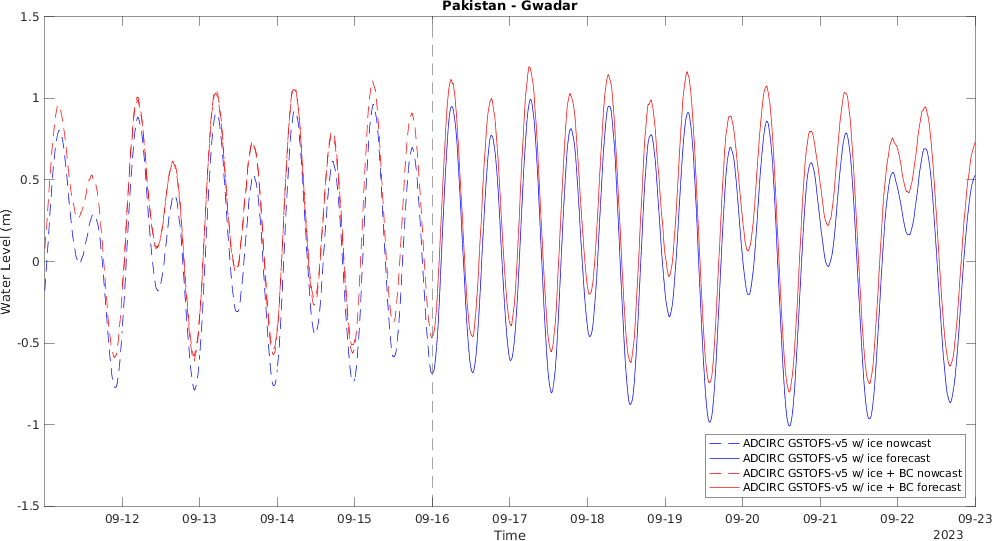 Pakistan - Gwadar
1.5
1
0.5
0
-0.5
-1
-1.5
Water Level (m)
ADCIRC GSTOFS-v5 w/ ice nowcast
ADCIRC GSTOFS-v5 w/ ice forecast
ADCIRC GSTOFS-v5 w/ ice + BC nowcast
ADCIRC GSTOFS-v5 w/ ice + BC forecast
09-12 09-13 09-14 09-15 09-16 09-17 09-18 09-19 09-20 09-21 09-22 09-23
Time
2023